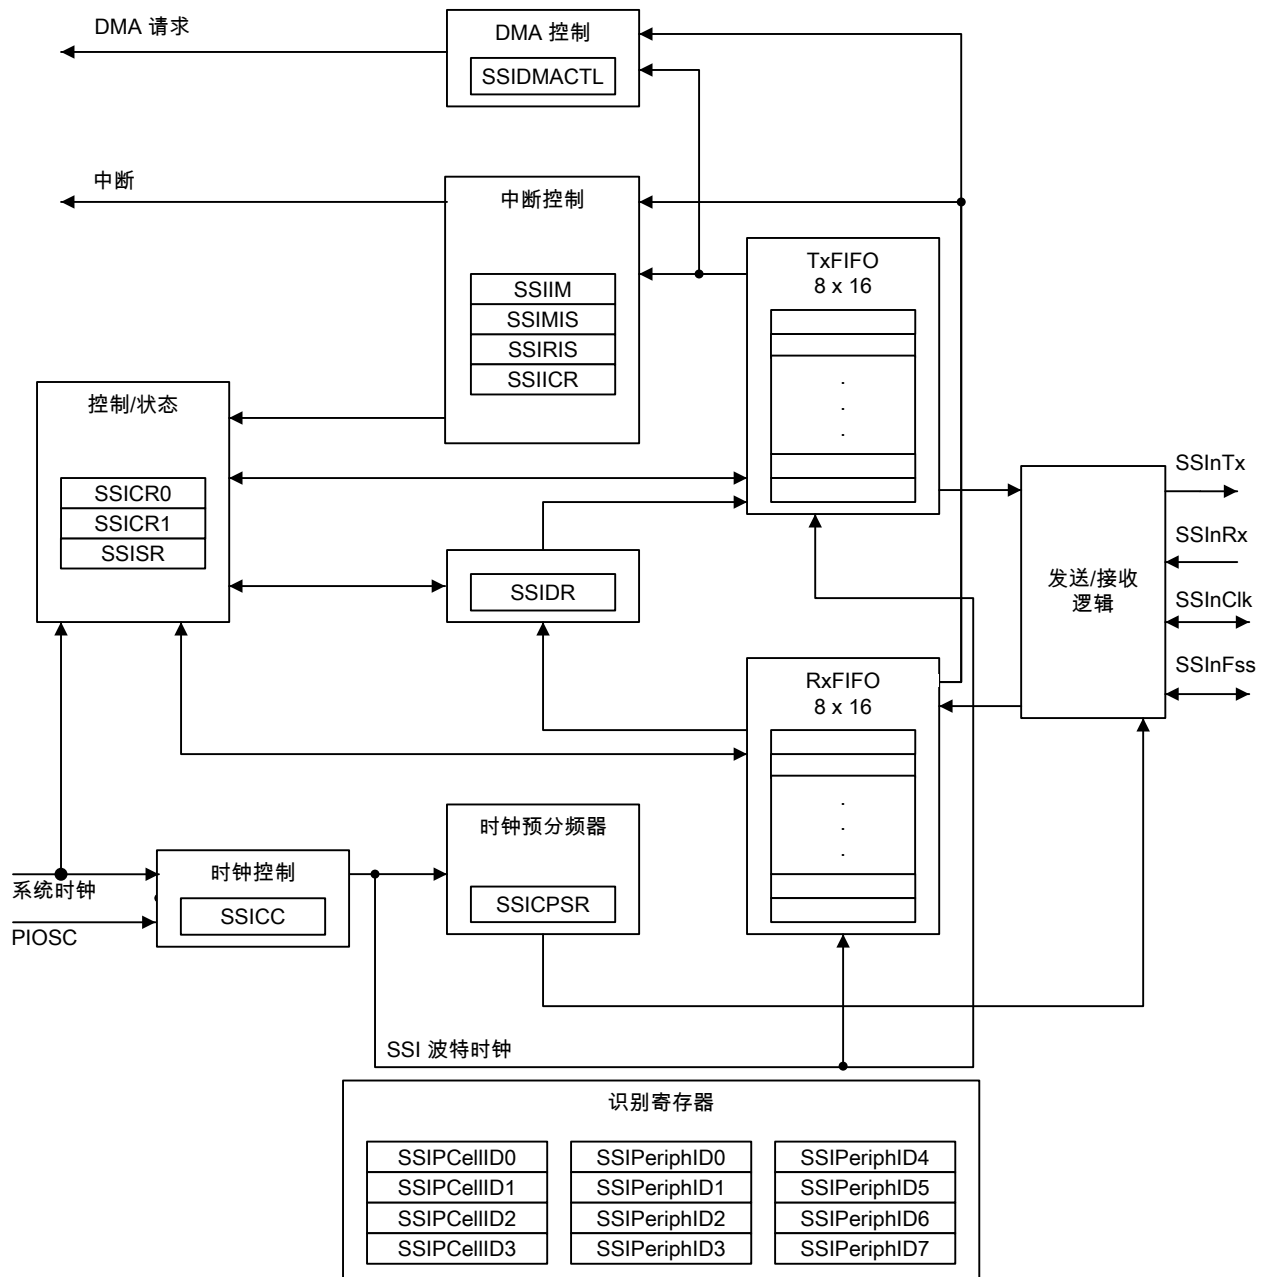 DMA 请求
DMA 控制
SSIDMACTL
中断
中断控制
SSIIM
SSIMIS
SSIRIS
SSIICR
TxFIFO
8 x 16
.
.
.
控制/状态
SSICR0
SSICR1
SSISR
SSIDR
发送/接收
逻辑
SSInTx
SSInRx
SSInClk
SSInFss
RxFIFO
8 x 16
.
.
.
时钟预分频器
SSICPSR
时钟控制
SSICC
系统时钟
PIOSC
SSI 波特时钟
识别寄存器
SSIPCellID0
SSIPCellID1
SSIPCellID2
SSIPCellID3
SSIPeriphID0
SSIPeriphID1
SSIPeriphID2
SSIPeriphID3
SSIPeriphID4
SSIPeriphID5
SSIPeriphID6
SSIPeriphID7